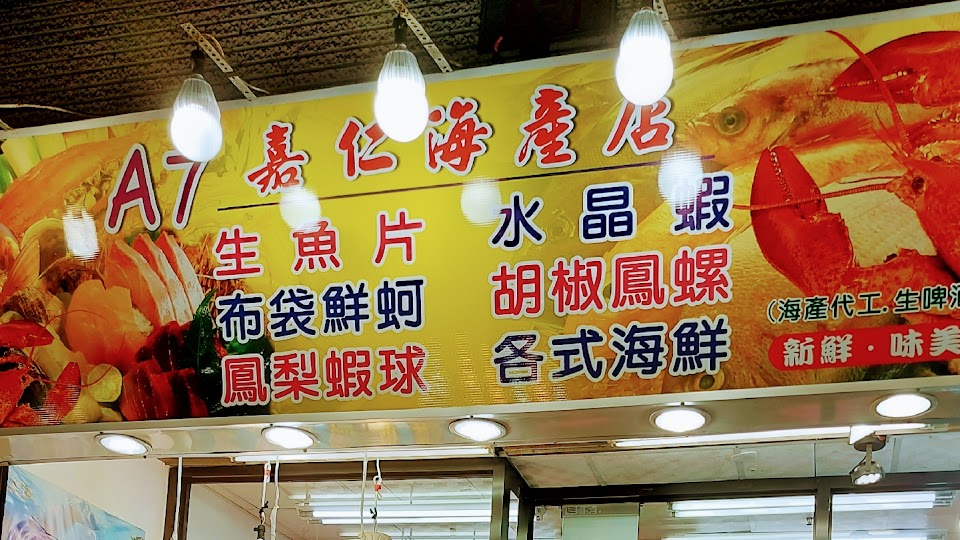 A7 嘉仁海產店
生魚片
布袋鮮蚵
鳳梨蝦球
水晶蝦
胡椒鳳螺
各式海鮮
(海產代工.生啤酒
新鮮·味美